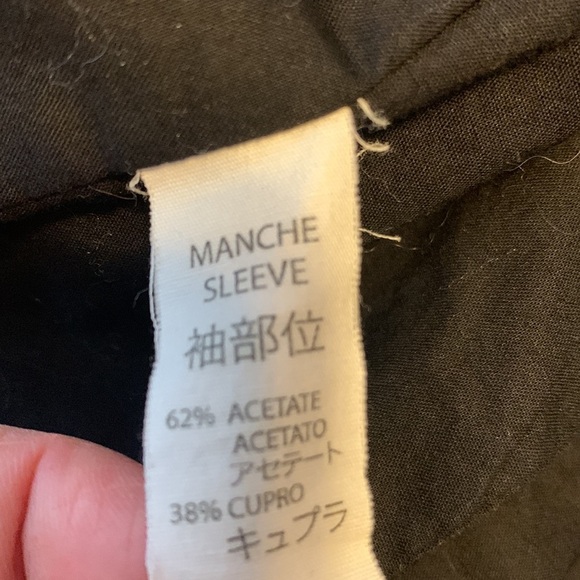 MANCHE
SLEEVE
袖部位
62% ACETATE
ACETATO
アセテート
38% CUPRO
キュプラ